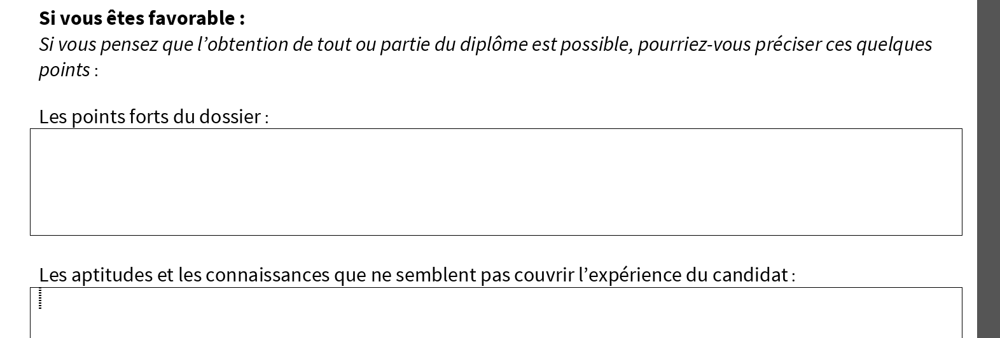 Si vous êtes favorable :
Si vous pensez que l’obtention de tout ou partie du diplôme est possible, pourriez-vous préciser ces quelques
points :
Les points forts du dossier :
Les aptitudes et les connaissances que ne semblent pas couvrir l’expérience du candidat :